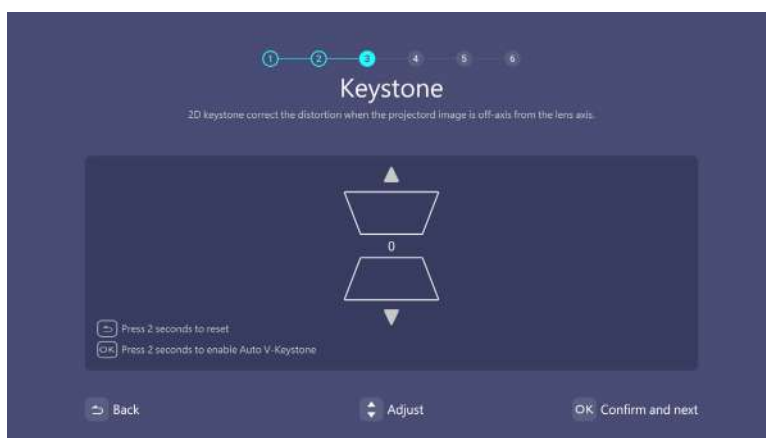 1 2 3 4 5 6
Keystone
2D keystone correct the distortion when the projectord image is off-axis from the lens axis.
0
Press 2 seconds to reset
OK Press 2 seconds to enable Auto V-Keystone
Back Adjust OK Confirm and next